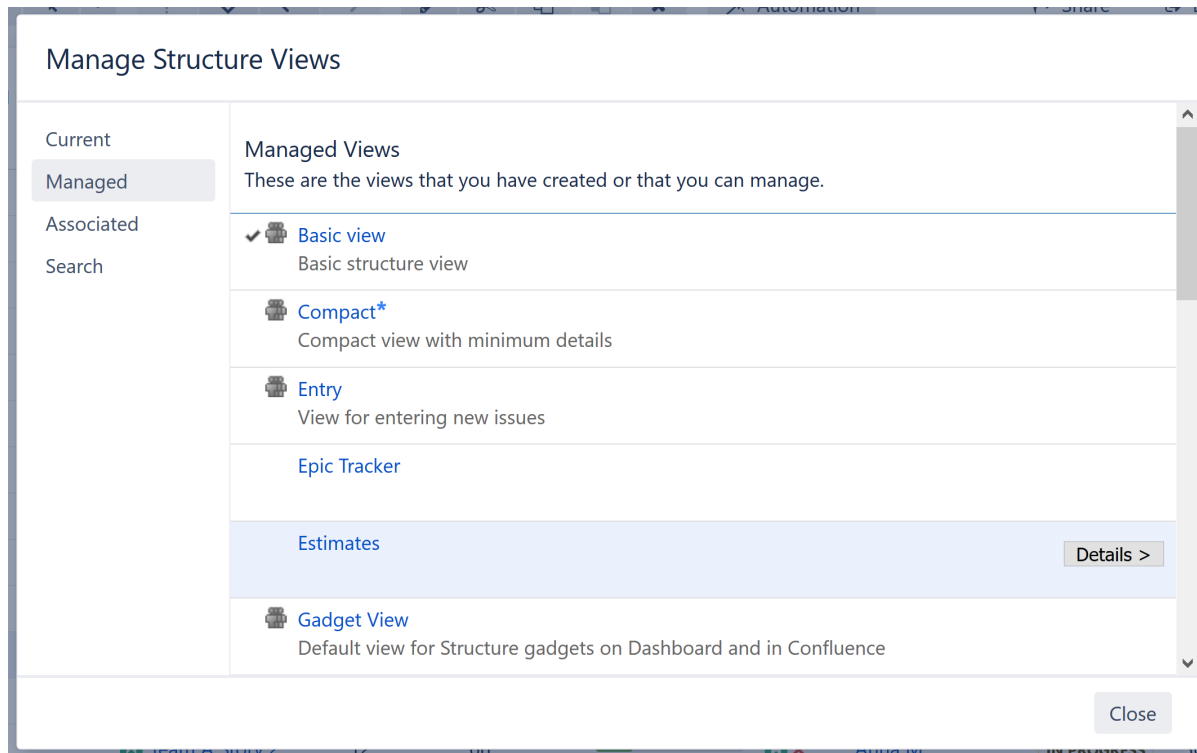 Automation
Share
Manage Structure Views
Current
Managed
Associated
Search
Managed Views
These are the views that you have created or that you can manage.
Basic view
Basic structure view
Compact*
Compact view with minimum details
Entry
View for entering new issues
Epic Tracker
Estimates
Details >
Gadget View
Default view for Structure gadgets on Dashboard and in Confluence
Close